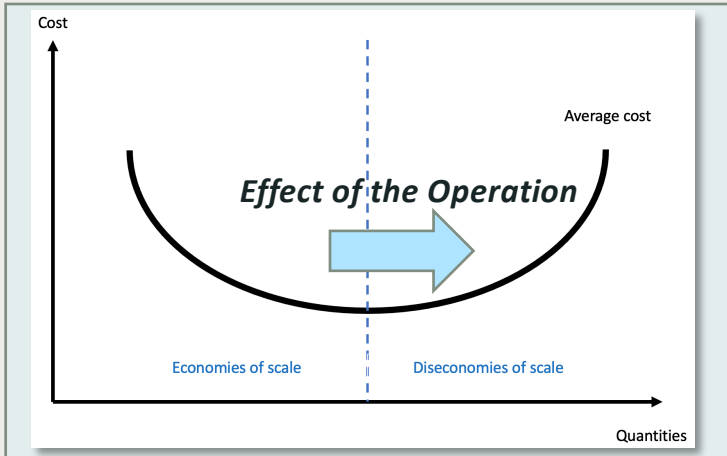 Cost
Average cost
Effect of the Operation
Economies of scale
Diseconomies of scale
Quantities